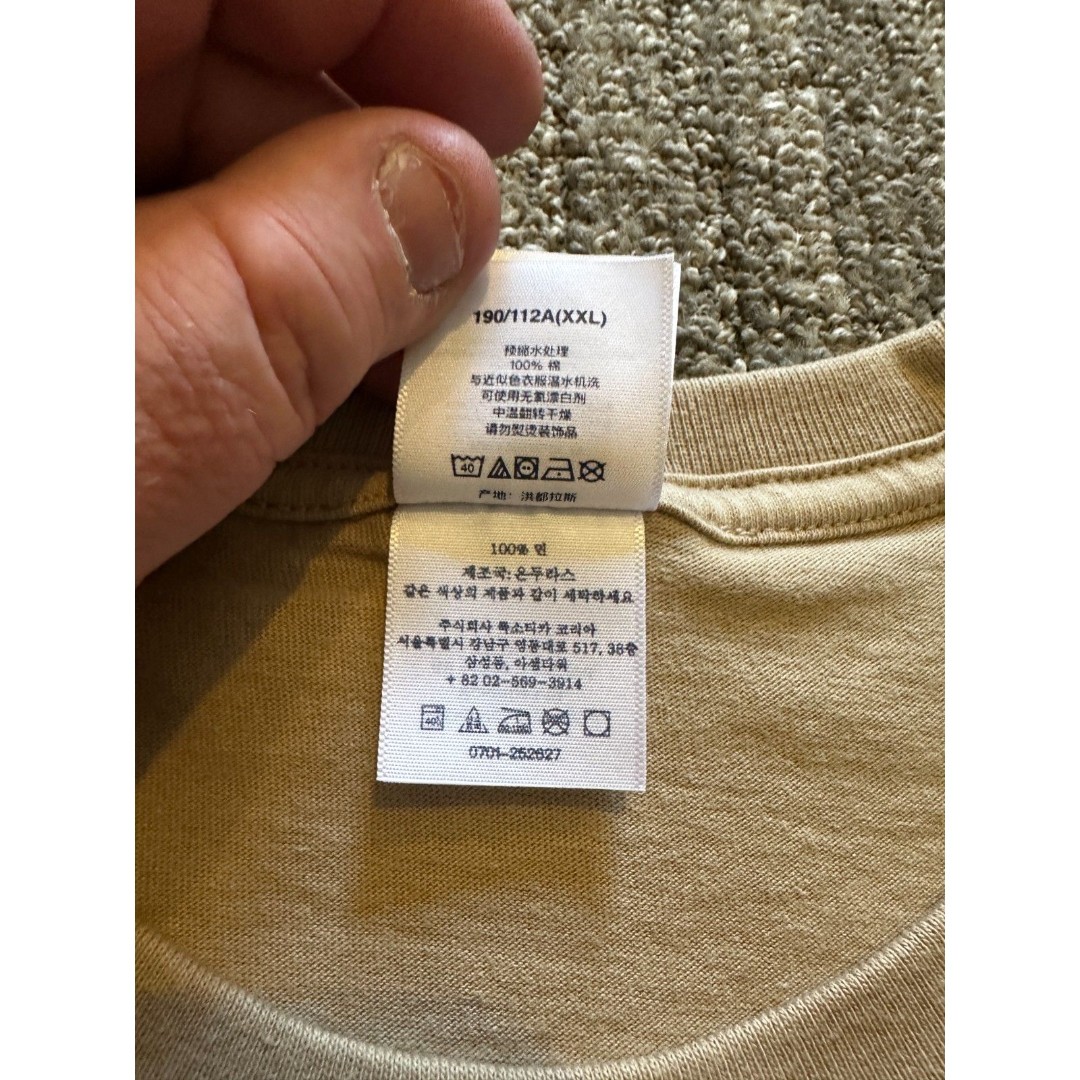 190/112A(XXL)
预缩水处理
100% 棉
与近似色衣服温水机洗
可使用无氯漂白剂
中温翻转干燥
请勿熨烫装饰品
40
产地: 洪都拉斯
100% 면
제조국:온두라스
같은 색상의 제품과 같이 세탁하세요
주식회사 룩소티카 코리아
서울특별시 강남구 영동대로 517, 38층
삼성동, 아셈타워
+ 82 02-569-3914
40
0701-252627